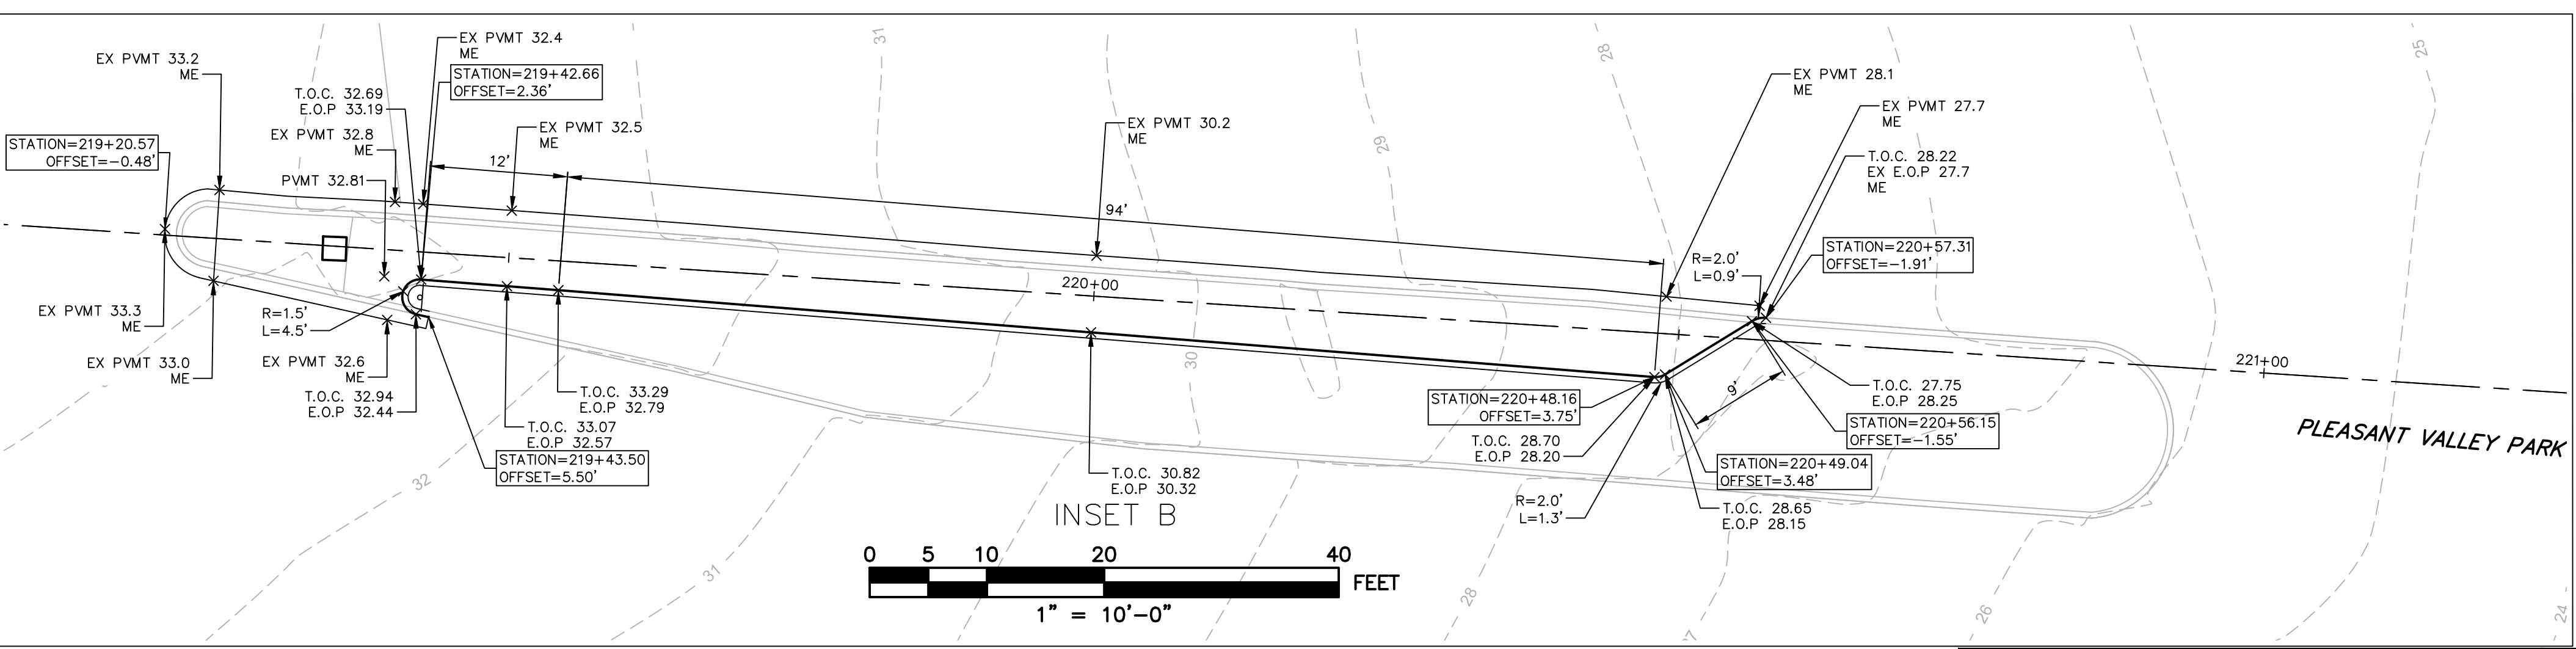 EX PVMT 33.2
ME
EX PVMT 32.4
ME
STATION=219+42.66
OFFSET=2.36'
T.O.C. 32.69
E.O.P 33.19
EX PVMT 32.8
ME
STATION=219+20.57
OFFSET=-0.48'
PVMT 32.81
12'
EX PVMT 32.5
ME
31
EX PVMT 30.2
ME
94'
29
28
EX PVMT 28.1
ME
EX PVMT 27.7
ME
T.O.C. 28.22
EX E.O.P 27.7
ME
25
R=2.0'
L=0.9'
STATION=220+57.31
OFFSET=-1.91'
220+00
221+00
EX PVMT 33.3
ME
R=1.5'
L=4.5'
EX PVMT 33.0
ME
EX PVMT 32.6
ME
T.O.C. 32.94
E.O.P 32.44
T.O.C. 33.29
E.O.P 32.79
T.O.C. 33.07
E.O.P 32.57
STATION=219+43.50
OFFSET=5.50'
32
30
T.O.C. 30.82
E.O.P 30.32
STATION=220+48.16
OFFSET=3.75'
T.O.C. 28.70
E.O.P 28.20
9'
T.O.C. 27.75
E.O.P 28.25
STATION=220+56.15
OFFSET=-1.55'
STATION=220+49.04
OFFSET=3.48'
R=2.0'
L=1.3'
T.O.C. 28.65
E.O.P 28.15
PLEASANT VALLEY PARK
INSET B
0 5 10 20 40
FEET
1" = 10'-0"
31
28
26
24